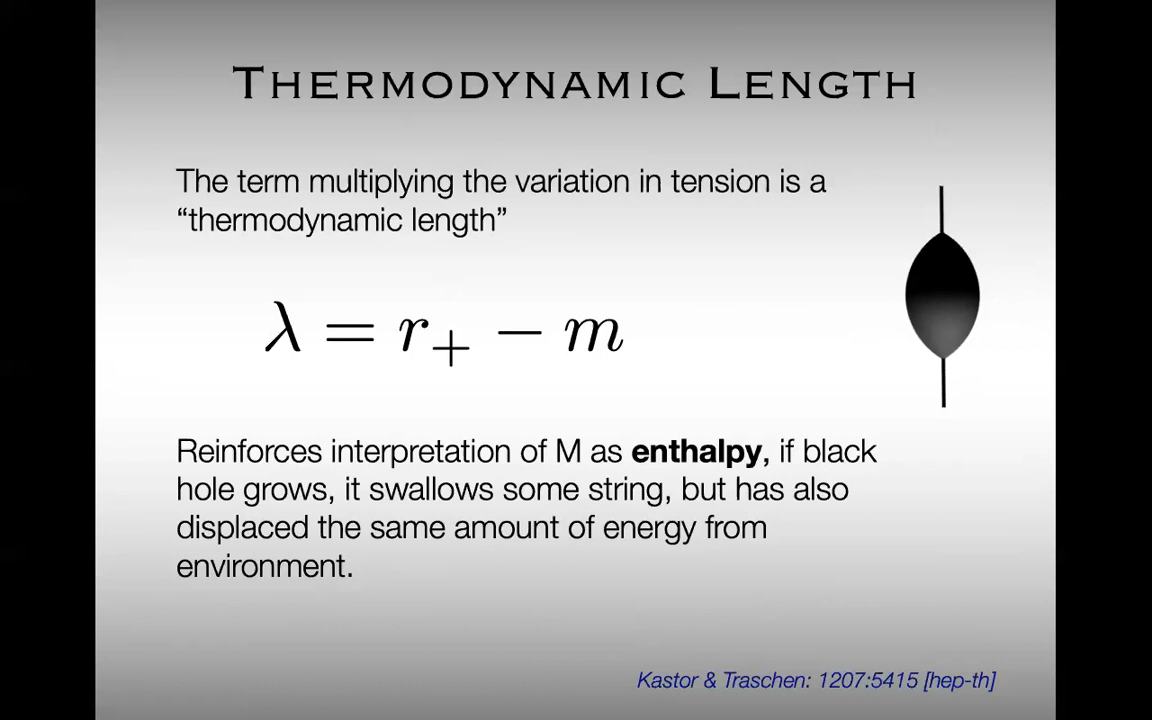 THERMODYNAMIC LENGTH
The term multiplying the variation in tension is a
“thermodynamic length”
λ = r₊ − m
Reinforces interpretation of M as enthalpy, if black
hole grows, it swallows some string, but has also
displaced the same amount of energy from
environment.
Kastor & Traschen: 1207:5415 [hep-th]